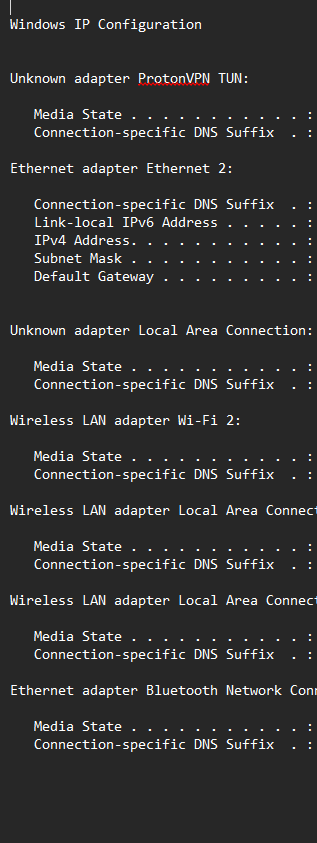 Windows IP Configuration
Unknown adapter ProtonVPN TUN:
Media State . . . . . . . . . . . :
Connection-specific DNS Suffix . :
Ethernet adapter Ethernet 2:
Connection-specific DNS Suffix . :
Link-local IPv6 Address . . . . . :
IPv4 Address. . . . . . . . . . . :
Subnet Mask . . . . . . . . . . . :
Default Gateway . . . . . . . . . :
Unknown adapter Local Area Connection:
Media State . . . . . . . . . . . :
Connection-specific DNS Suffix . :
Wireless LAN adapter Wi-Fi 2:
Media State . . . . . . . . . . . :
Connection-specific DNS Suffix . :
Wireless LAN adapter Local Area Connect
Media State . . . . . . . . . . . :
Connection-specific DNS Suffix . :
Wireless LAN adapter Local Area Connect
Media State . . . . . . . . . . . :
Connection-specific DNS Suffix . :
Ethernet adapter Bluetooth Network Conn
Media State . . . . . . . . . . . :
Connection-specific DNS Suffix . :